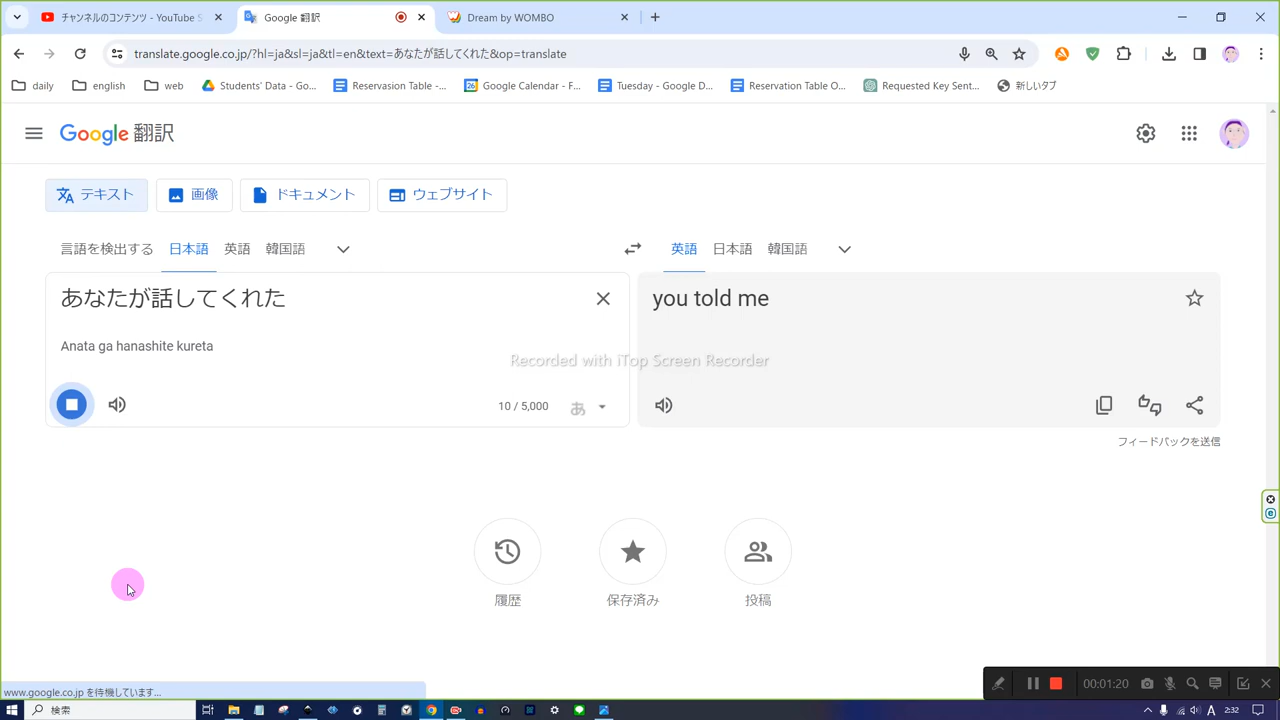 チャンネルのコンテンツ - YouTube S
Google 翻訳
Dream by WOMBO
translate.google.co.jp/?hl=ja&sl=ja&tl=en&text=あなたが話してくれた&op=translate
daily
english
web
Students' Data - Go...
Reservasion Table -...
Google Calendar - F...
Tuesday - Google D...
Reservation Table O...
Requested Key Sent...
新しいタブ
Google 翻訳
テキスト
画像
ドキュメント
ウェブサイト
言語を検出する 日本語 英語 韓国語
英語 日本語 韓国語
あなたが話してくれた
you told me
Anata ga hanashite kureta
Recorded with iTop Screen Recorder
10 / 5,000
あ
フィードバックを送信
履歴
保存済み
投稿
www.google.co.jp を待機しています...
00:01:20
検索
A
2:32